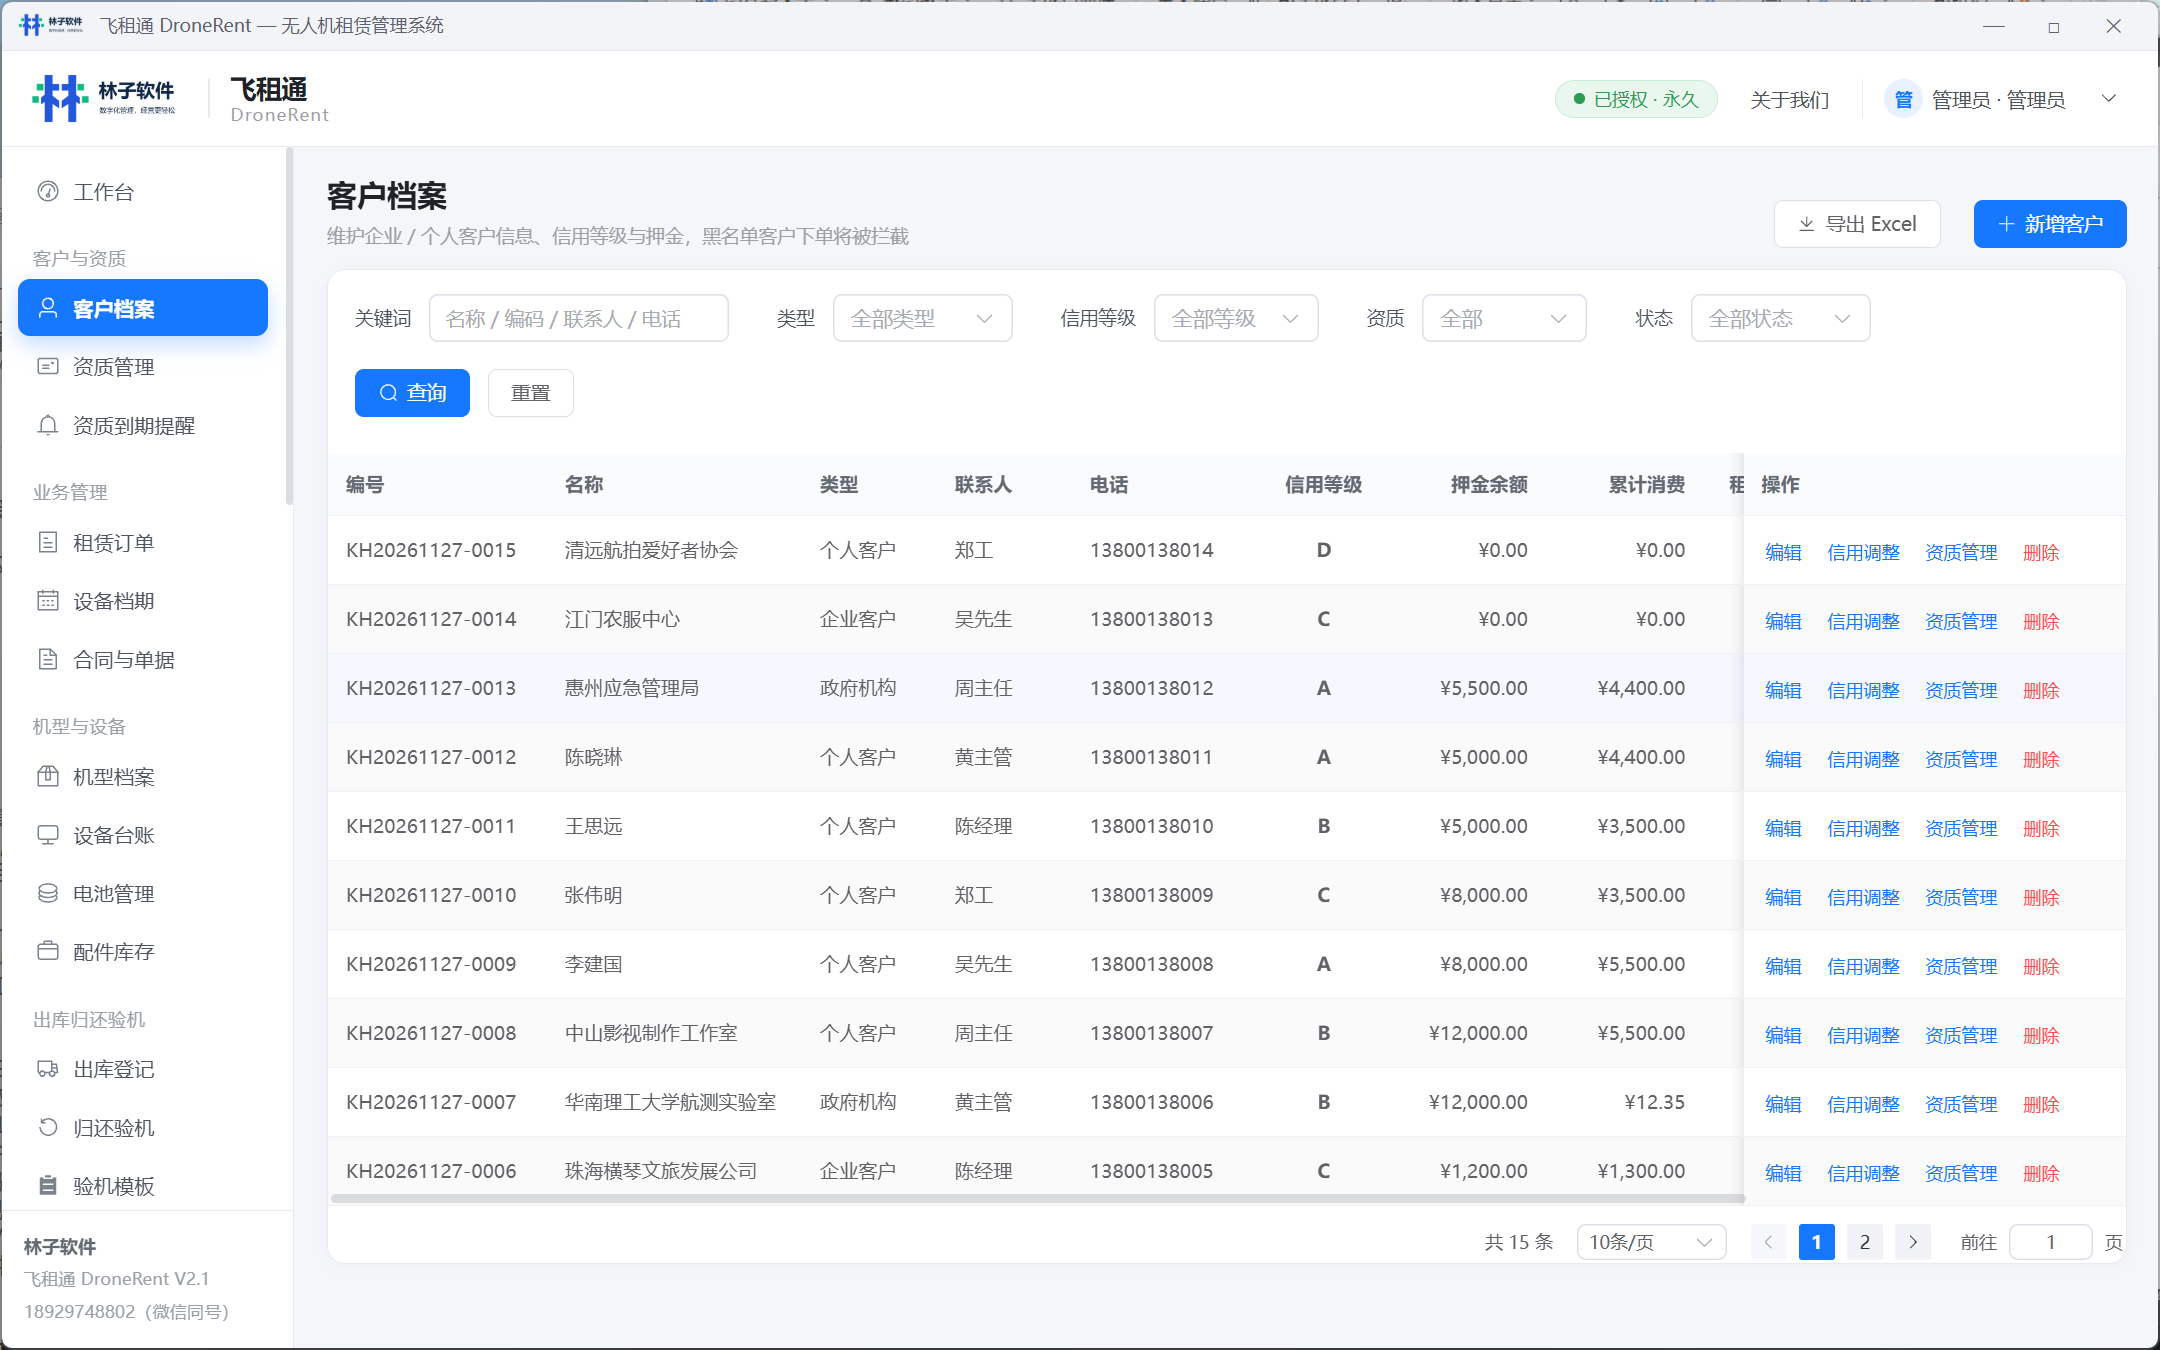 林子软件 飞租通 DroneRent — 无人机租赁管理系统
林子软件
数字化管理，经营更轻松
飞租通
DroneRent
已授权 · 永久
关于我们
管 管理员 · 管理员
工作台
客户与资质
客户档案
资质管理
资质到期提醒
业务管理
租赁订单
设备档期
合同与单据
机型与设备
机型档案
设备台账
电池管理
配件库存
出库归还验机
出库登记
归还验机
验机模板
林子软件
飞租通 DroneRent V2.1
18929748802（微信同号）
客户档案
维护企业 / 个人客户信息、信用等级与押金，黑名单客户下单将被拦截
导出 Excel
新增客户
关键词 名称 / 编码 / 联系人 / 电话 类型 全部类型 信用等级 全部等级 资质 全部 状态 全部状态
查询 重置
编号 名称 类型 联系人 电话 信用等级 押金余额 累计消费 租 操作
KH20261127-0015 清远航拍爱好者协会 个人客户 郑工 13800138014 D ¥0.00 ¥0.00 编辑 信用调整 资质管理 删除
KH20261127-0014 江门农服中心 企业客户 吴先生 13800138013 C ¥0.00 ¥0.00 编辑 信用调整 资质管理 删除
KH20261127-0013 惠州应急管理局 政府机构 周主任 13800138012 A ¥5,500.00 ¥4,400.00 编辑 信用调整 资质管理 删除
KH20261127-0012 陈晓琳 个人客户 黄主管 13800138011 A ¥5,000.00 ¥4,400.00 编辑 信用调整 资质管理 删除
KH20261127-0011 王思远 个人客户 陈经理 13800138010 B ¥5,000.00 ¥3,500.00 编辑 信用调整 资质管理 删除
KH20261127-0010 张伟明 个人客户 郑工 13800138009 C ¥8,000.00 ¥3,500.00 编辑 信用调整 资质管理 删除
KH20261127-0009 李建国 个人客户 吴先生 13800138008 A ¥8,000.00 ¥5,500.00 编辑 信用调整 资质管理 删除
KH20261127-0008 中山影视制作工作室 个人客户 周主任 13800138007 B ¥12,000.00 ¥5,500.00 编辑 信用调整 资质管理 删除
KH20261127-0007 华南理工大学航测实验室 政府机构 黄主管 13800138006 B ¥12,000.00 ¥12.35 编辑 信用调整 资质管理 删除
KH20261127-0006 珠海横琴文旅发展公司 企业客户 陈经理 13800138005 C ¥1,200.00 ¥1,300.00 编辑 信用调整 资质管理 删除
共 15 条 10条/页 1 2 前往 1 页